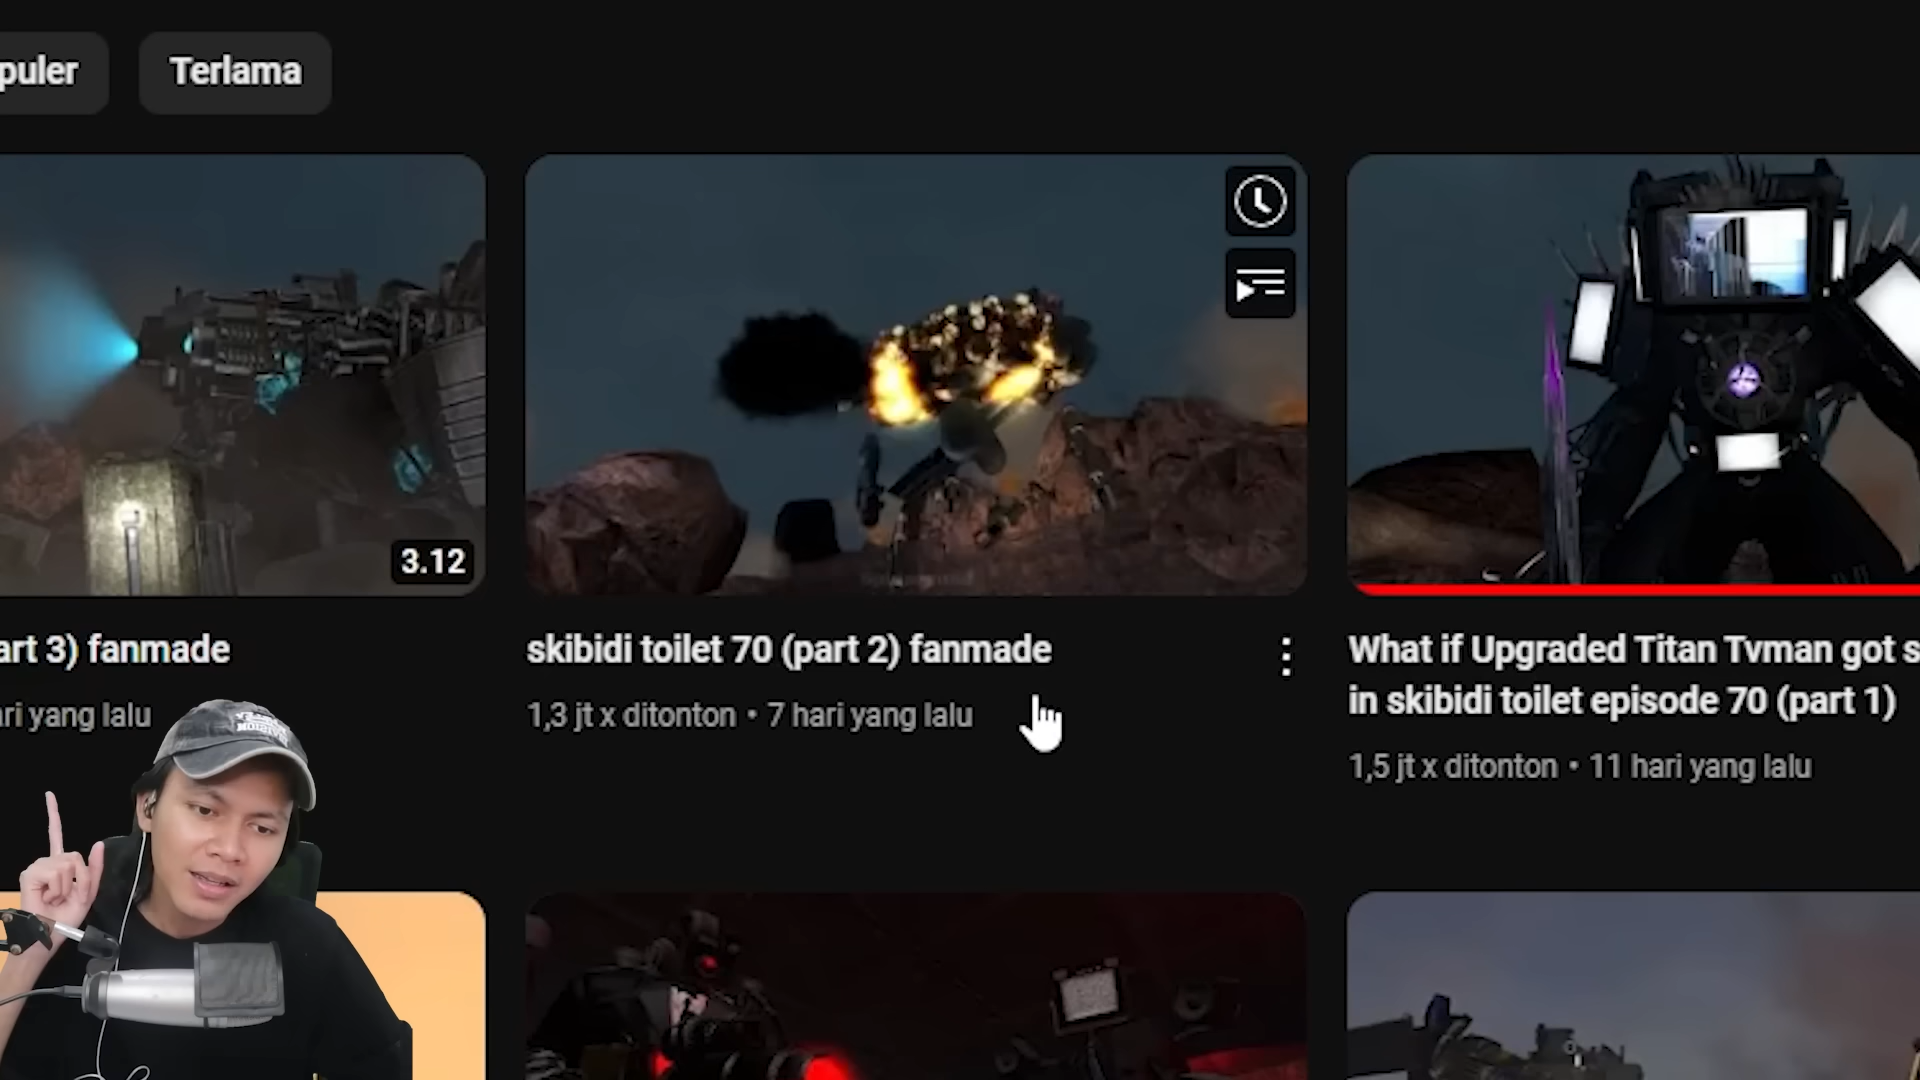 puler
Terlama
3.12
art 3) fanmade
ri yang lalu
skibidi toilet 70 (part 2) fanmade
1,3 jt x ditonton • 7 hari yang lalu
What if Upgraded Titan Tvman got s
in skibidi toilet episode 70 (part 1)
1,5 jt x ditonton • 11 hari yang lalu